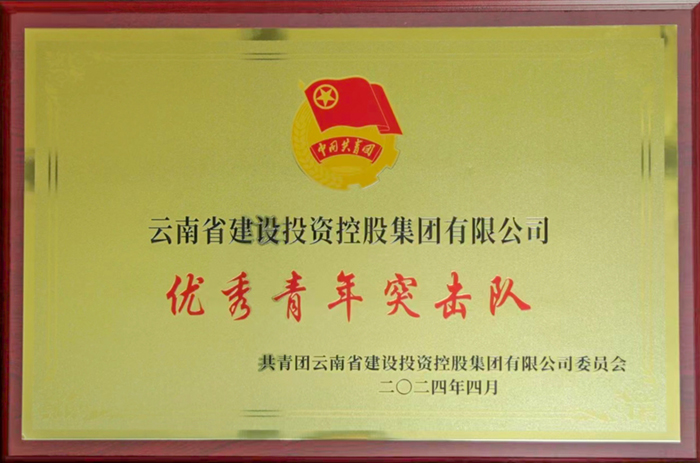 中国共青团
云南省建设投资控股集团有限公司
优秀青年突击队
共青团云南省建设投资控股集团有限公司委员会
二〇二四年四月